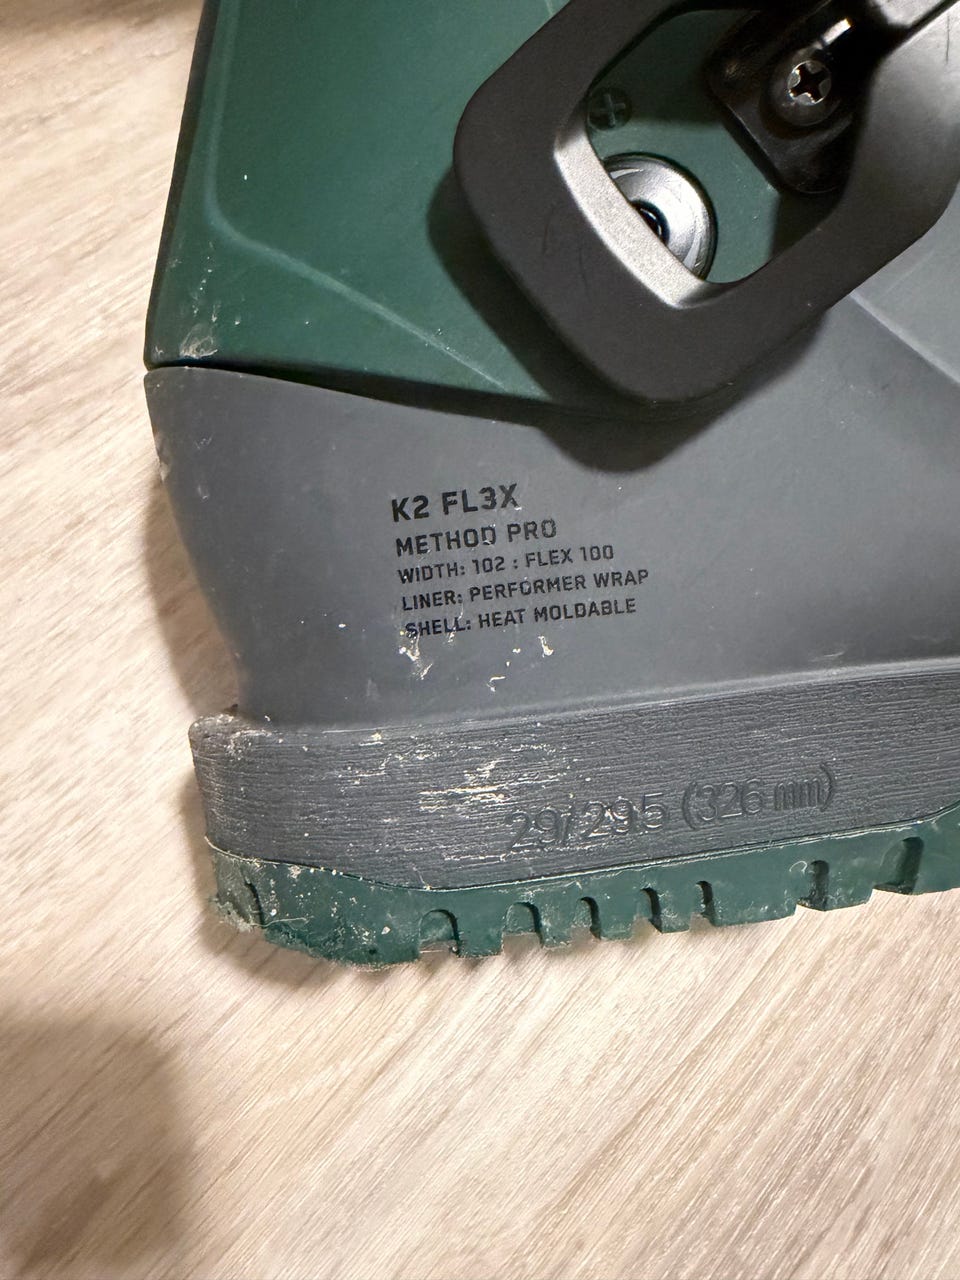 K2 FL3X
METHOD PRO
WIDTH: 102 : FLEX 100
LINER: PERFORMER WRAP
SHELL: HEAT MOLDABLE
29/29.5 (326 mm)